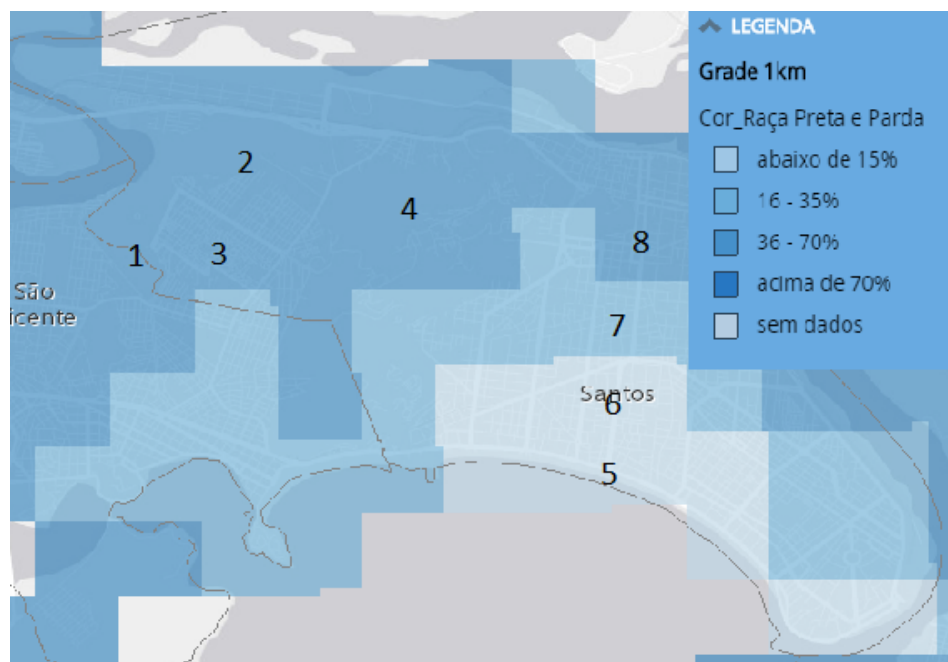 LEGENDA
Grade 1km
Cor_Raça Preta e Parda
abaixo de 15%
16 - 35%
36 - 70%
acima de 70%
sem dados
2
4
1
3
8
São
icente
7
Santos
6
5